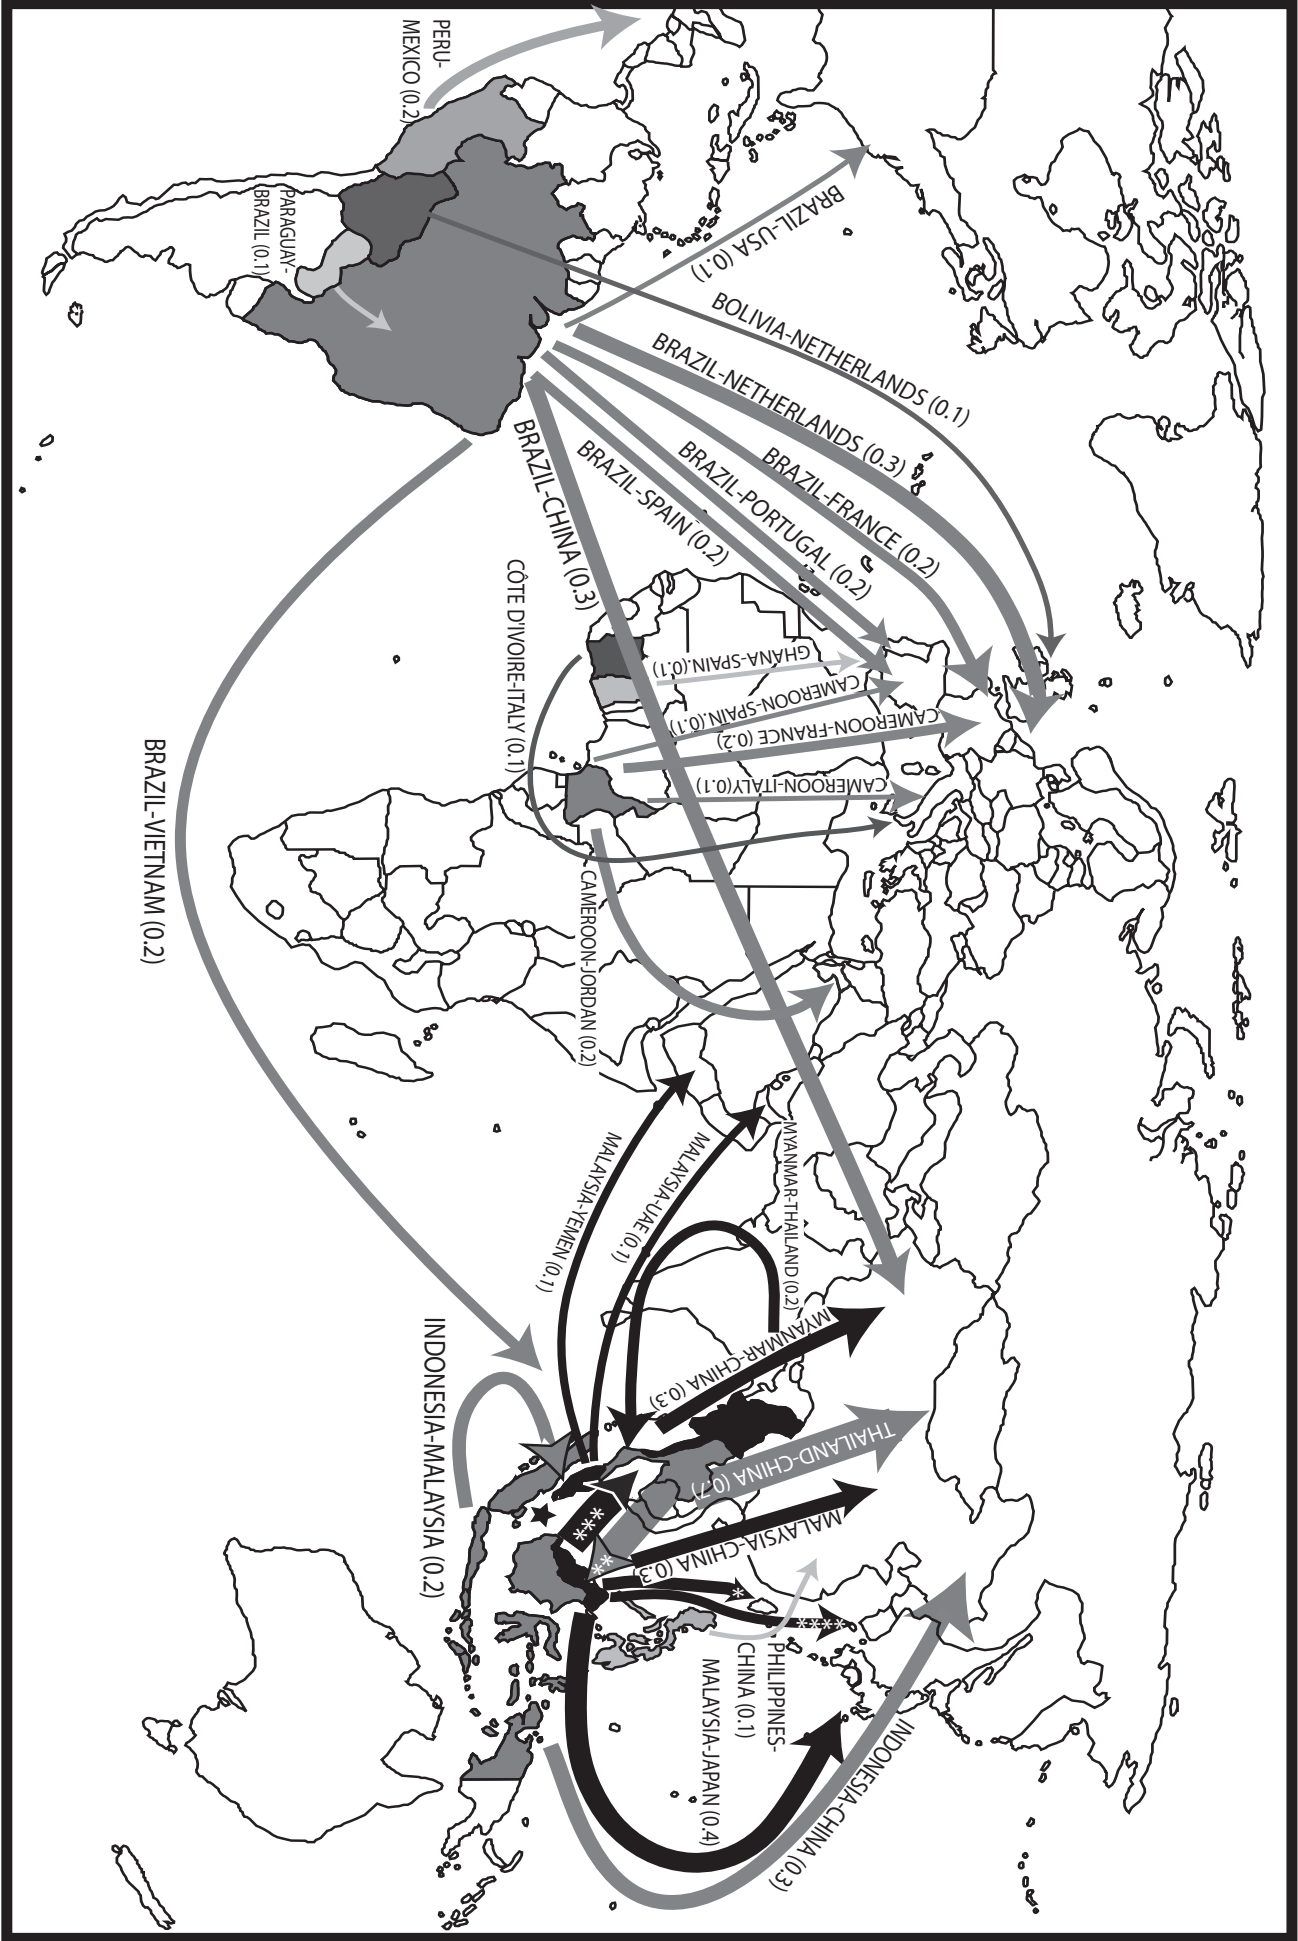 PERU-
MEXICO (0.2)
PARAGUAY-
BRAZIL (0.1)
BRAZIL-USA (0.1)
BOLIVIA-NETHERLANDS (0.1)
BRAZIL-NETHERLANDS (0.3)
BRAZIL-FRANCE (0.2)
BRAZIL-PORTUGAL (0.2)
BRAZIL-SPAIN (0.2)
BRAZIL-CHINA (0.3)
BRAZIL-VIETNAM (0.2)
CÔTE D'IVOIRE-ITALY (0.1)
GHANA-SPAIN,(0.1)
CAMEROON-SPAIN,(0.1)
CAMEROON-FRANCE (0.2)
CAMEROON-ITALY(0.1)
CAMEROON-JORDAN (0.2)
MALAYSIA-YEMEN (0.1)
MALAYSIA-UAE (0.1)
MYANMAR-THAILAND (0.2)
MYANMAR-CHINA (0.3)
THAILAND-CHINA (0.7)
MALAYSIA-CHINA (0.3)
INDONESIA-MALAYSIA (0.2)
***
**
*
****
PHILIPPINES-
CHINA (0.1)
MALAYSIA-JAPAN (0.4)
INDONESIA-CHINA (0.3)